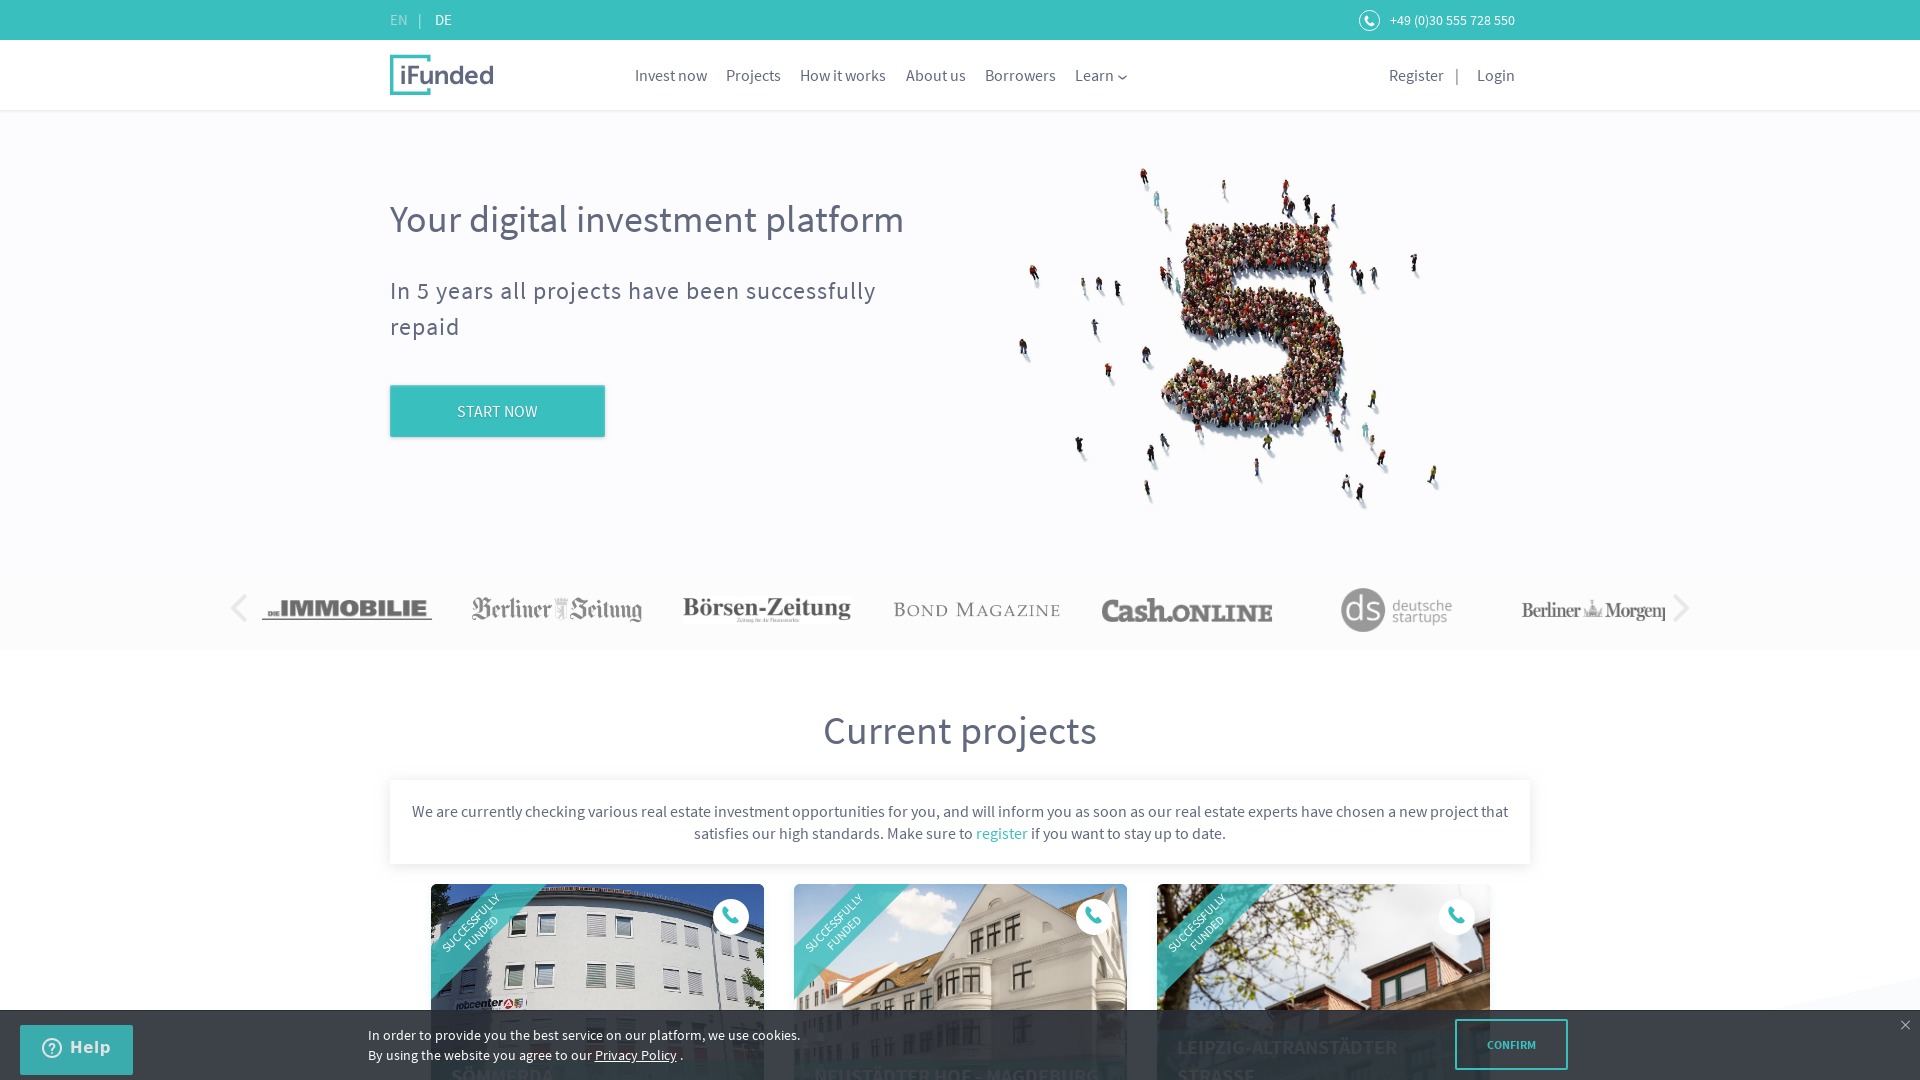 EN | DE
+49 (0)30 555 728 550
iFunded
Invest now Projects How it works About us Borrowers Learn
Register | Login
Your digital investment platform
In 5 years all projects have been successfully
repaid
START NOW
DIE IMMOBILIE
Berliner Zeitung
Börsen-Zeitung
Zeitung für die Finanzmärkte
BOND MAGAZINE
Cash.ONLINE
ds deutsche
startups
Berliner Morgenp
Current projects
We are currently checking various real estate investment opportunities for you, and will inform you as soon as our real estate experts have chosen a new project that
satisfies our high standards. Make sure to register if you want to stay up to date.
SUCCESSFULLY
FUNDED
SUCCESSFULLY
FUNDED
SUCCESSFULLY
FUNDED
jobcenter
SÖMMERDA
NEUSTÄDTER HOF - MAGDEBURG
LEIPZIG-ALTRANSTÄDTER
STRASSE
Help
In order to provide you the best service on our platform, we use cookies.
By using the website you agree to our Privacy Policy .
CONFIRM